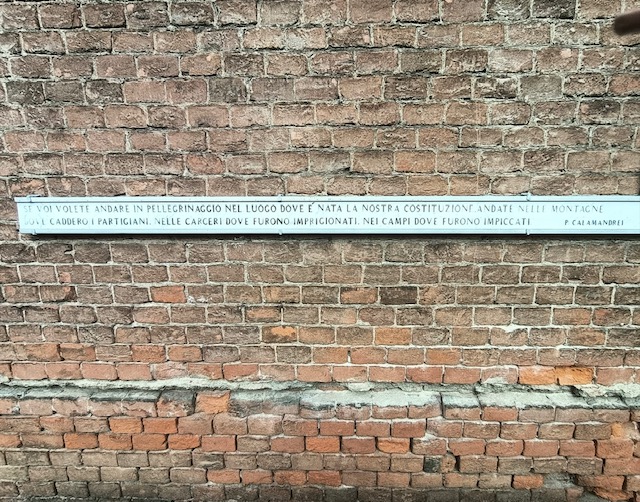 SE VOI VOLETE ANDARE IN PELLEGRINAGGIO NEL LUOGO DOVE E' NATA LA NOSTRA COSTITUZIONE ANDATE NELLE MONTAGNE
DOVE CADDERO I PARTIGIANI. NELLE CARCERI DOVE FURONO IMPRIGIONATI. NEI CAMPI DOVE FURONO IMPICCATI P. CALAMANDREI